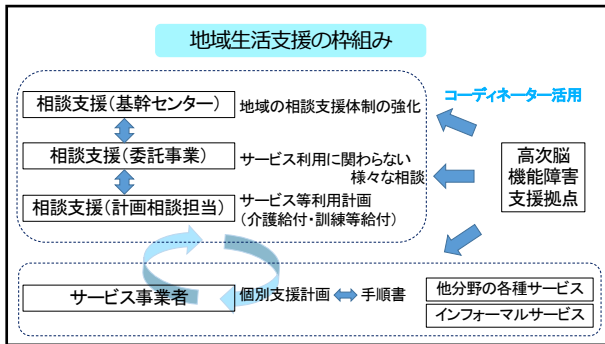 地域生活支援の枠組み
コーディネーター活用
相談支援(基幹センター)
地域の相談支援体制の強化
相談支援(委託事業)
サービス利用に関わらない
様々な相談
相談支援(計画相談担当)
サービス等利用計画
(介護給付・訓練等給付)
高次脳
機能障害
支援拠点
サービス事業者
個別支援計画
手順書
他分野の各種サービス
インフォーマルサービス